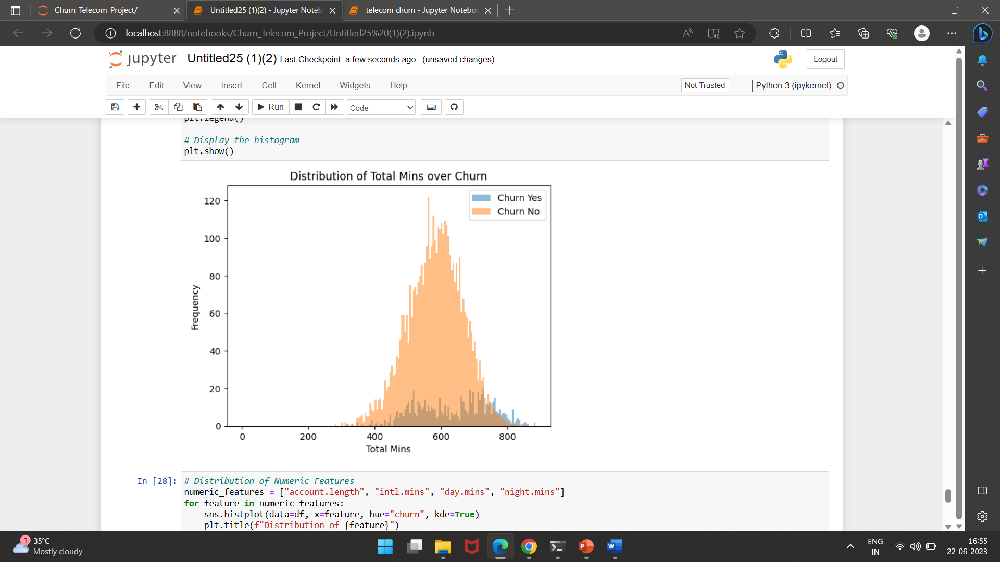 Churn_Telecom_Project/
Untitled25 (1)(2) - Jupyter Noteb
telecom churn - Jupyter Noteboo
localhost:8888/notebooks/Churn_Telecom_Project/Untitled25%20(1)(2).ipynb
jupyter
Untitled25 (1)(2) Last Checkpoint: a few seconds ago (unsaved changes)
Logout
File Edit View Insert Cell Kernel Widgets Help
Not Trusted
Python 3 (ipykernel)
Run
Code
plt.legend()
# Display the histogram
plt.show()
Distribution of Total Mins over Churn
Churn Yes
Churn No
120
100
80
60
40
20
0
Frequency
0 200 400 600 800
Total Mins
In [28]:
# Distribution of Numeric Features
numeric_features = ["account.length", "intl.mins", "day.mins", "night.mins"]
for feature in numeric_features:
    sns.histplot(data=df, x=feature, hue="churn", kde=True)
    plt.title(f"Distribution of {feature}")
1
35°C
Mostly cloudy
ENG
IN
16:55
22-06-2023